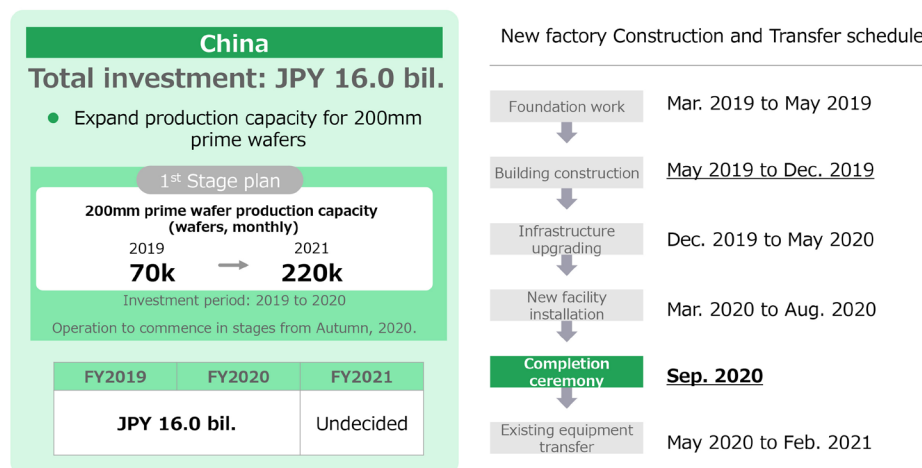 China
Total investment: JPY 16.0 bil.
● Expand production capacity for 200mm
prime wafers
1st Stage plan
200mm prime wafer production capacity
(wafers, monthly)
2019 2021
70k 220k
Investment period: 2019 to 2020
Operation to commence in stages from Autumn, 2020.
FY2019 FY2020 FY2021
JPY 16.0 bil. Undecided
New factory Construction and Transfer schedule
Foundation work Mar. 2019 to May 2019
Building construction May 2019 to Dec. 2019
Infrastructure
upgrading Dec. 2019 to May 2020
New facility
installation Mar. 2020 to Aug. 2020
Completion
ceremony Sep. 2020
Existing equipment
transfer May 2020 to Feb. 2021